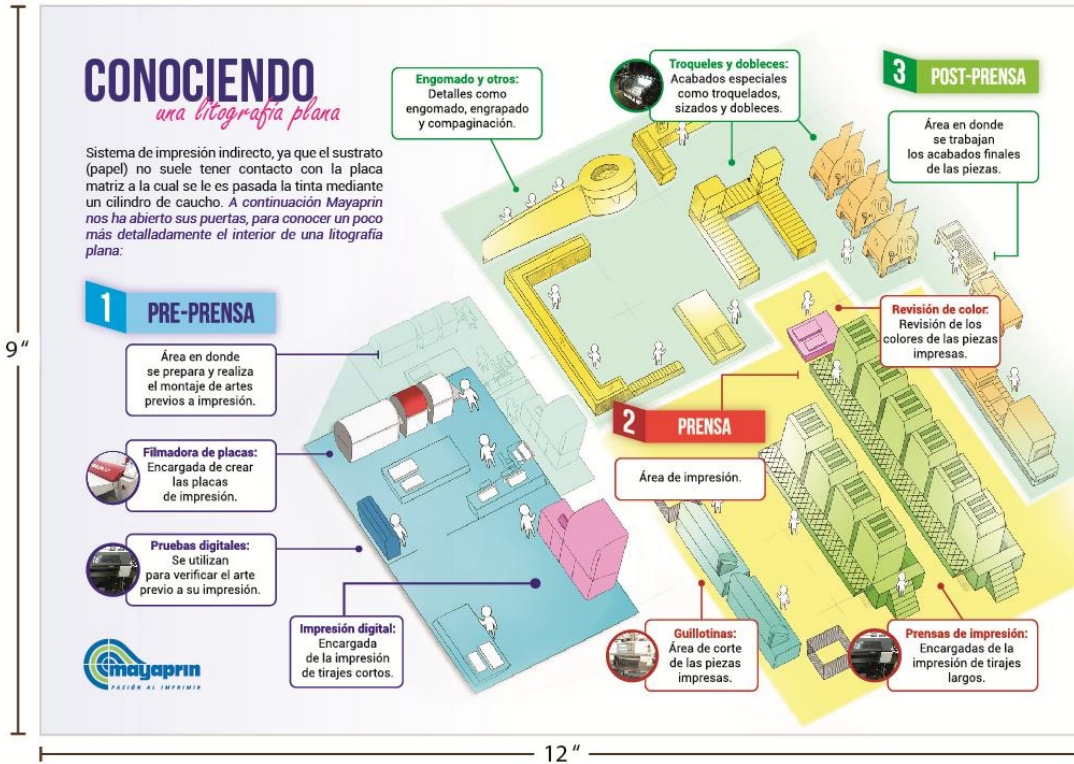 CONOCIENDO
una litografía plana
Sistema de impresión indirecto, ya que el sustrato
(papel) no suele tener contacto con la placa
matriz a la cual se le es pasada la tinta mediante
un cilindro de caucho. A continuación Mayaprin
nos ha abierto sus puertas, para conocer un poco
más detalladamente el interior de una litografía
plana:
1 PRE-PRENSA
Área en donde
se prepara y realiza
el montaje de artes
previos a impresión.
Filmadora de placas:
Encargada de crear
las placas
de impresión.
Pruebas digitales:
Se utilizan
para verificar el arte
previo a su impresión.
Impresión digital:
Encargada
de la impresión
de tirajes cortos.
mayaprin
PASIÓN AL IMPRIMIR
2 PRENSA
Área de impresión.
Revisión de color:
Revisión de los
colores de las piezas
impresas.
Guillotinas:
Área de corte
de las piezas
impresas.
Prensas de impresión:
Encargadas de la
impresión de tirajes
largos.
3 POST-PRENSA
Área en donde
se trabajan
los acabados finales
de las piezas.
Engomado y otros:
Detalles como
engomado, engrapado
y compaginación.
Troqueles y dobleces:
Acabados especiales
como troquelados,
sizados y dobleces.
9“
12“